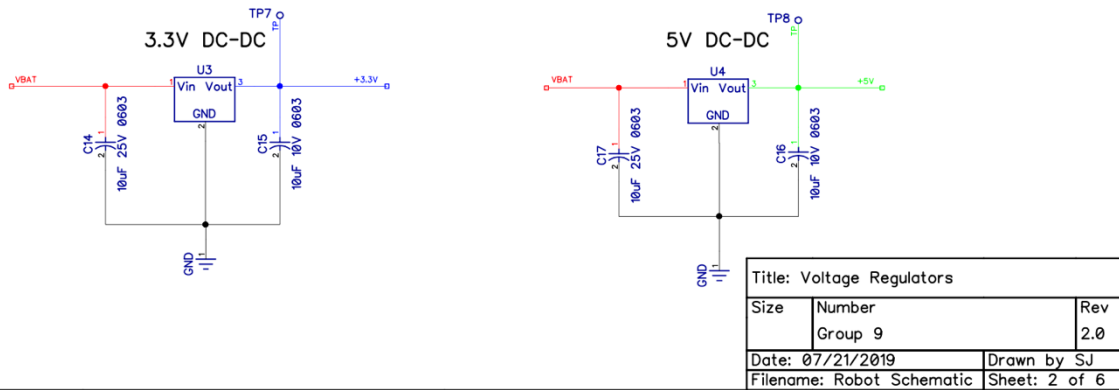 TP7
TP
3.3V DC-DC
U3
VBAT
1
Vin Vout
3
+3.3V
GND
2
C14
1
2
10uF 25V 0603
C15
1
2
10uF 10V 0603
GND
1
TP8
TP
5V DC-DC
U4
VBAT
1
Vin Vout
3
+5V
GND
2
C17
1
2
10uF 25V 0603
C16
1
2
10uF 10V 0603
GND
1
Title: Voltage Regulators
Size Number Rev
Group 9 2.0
Date: 07/21/2019 Drawn by SJ
Filename: Robot Schematic Sheet: 2 of 6